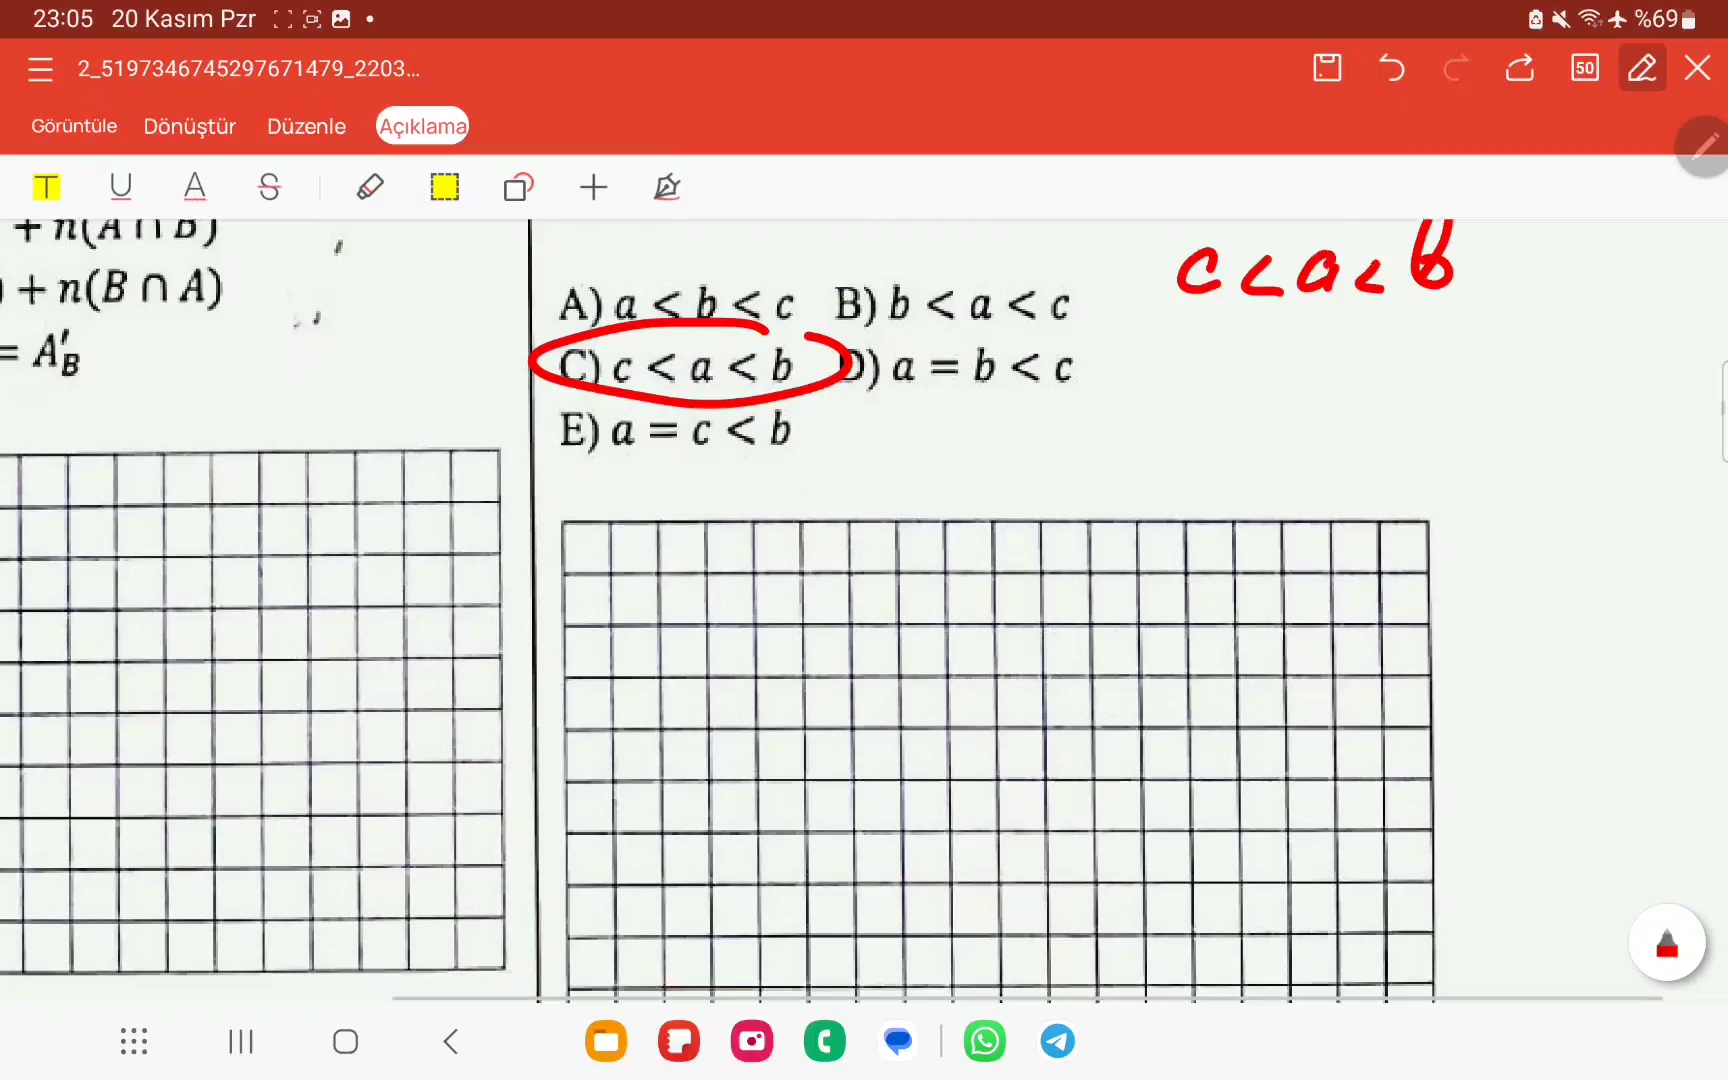 23:05 20 Kasım Pzr %69
2_5197346745297671479_2203... 50
Görüntüle Dönüştür Düzenle Açıklama
T U A S
+ n(A ∩ B)
) + n(B ∩ A)
= A′_B
c < a < b
A) a < b < c B) b < a < c
C) c < a < b D) a = b < c
E) a = c < b